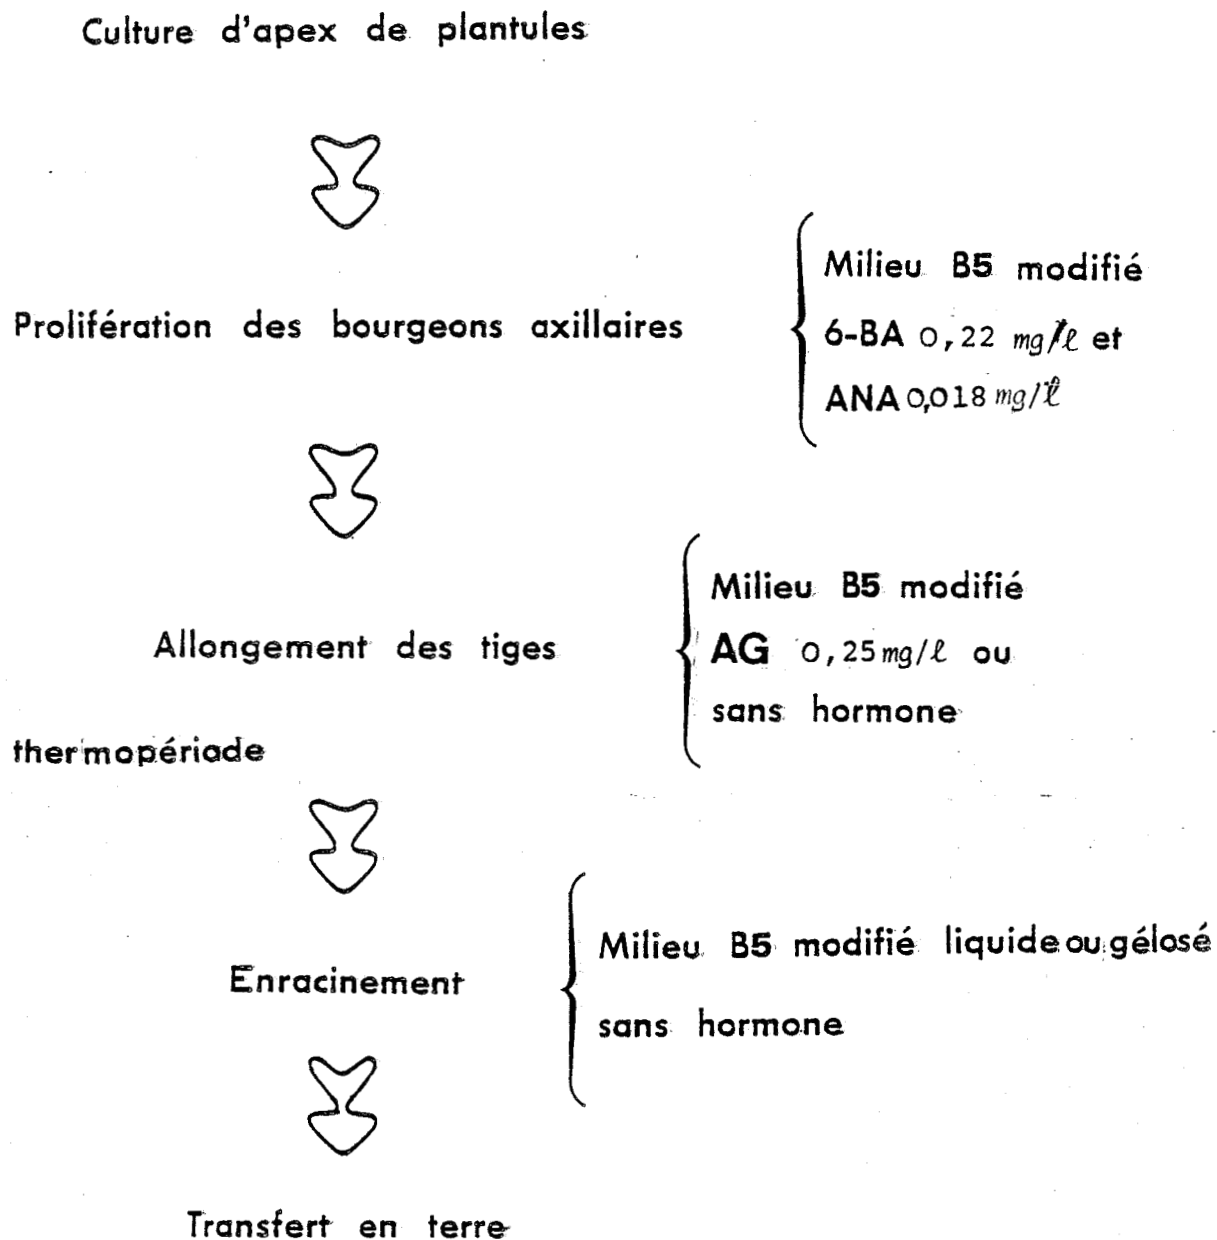 Culture d'apex de plantules
Prolifération des bourgeons axillaires
Milieu B5 modifié
6-BA 0,22 mg/ℓ et
ANA 0,018 mg/ℓ
Allongement des tiges
Milieu B5 modifié
AG 0,25 mg/ℓ ou
sans hormone
thermopériade
Enracinement
Milieu B5 modifié liquide ou gélosé
sans hormone
Transfert en terre